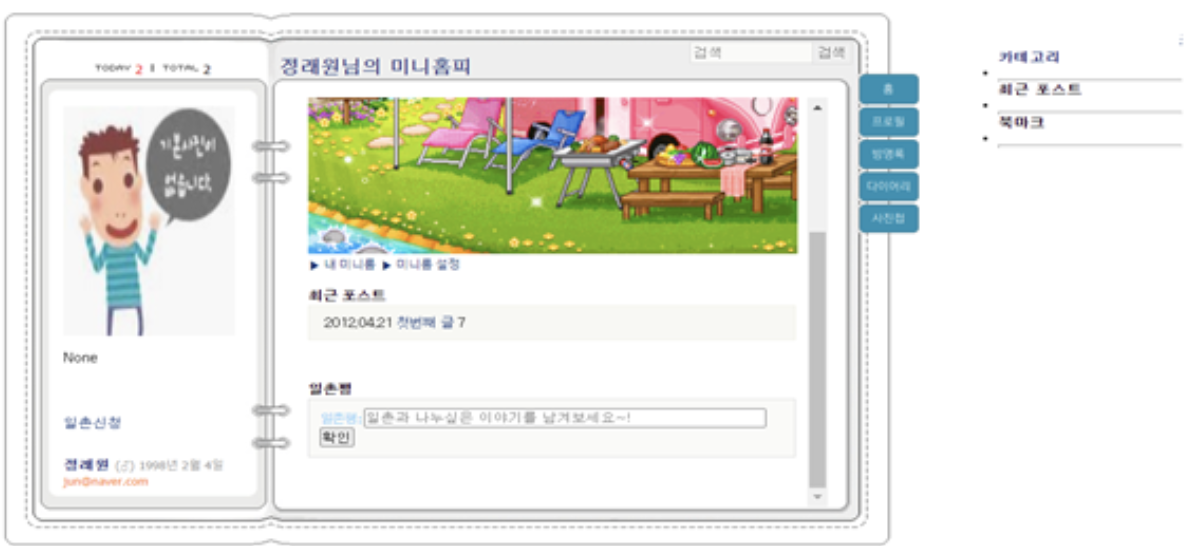 TODAY 2 | TOTAL 2
정래원님의 미니홈피
검색 검색
기본사진이
없습니다.
None
일촌신청
정래원 (♂) 1998년 2월 4일
jun@naver.com
▶ 내 미니룸 ▶ 미니룸 설정
최근 포스트
2012.04.21 첫번째 글 7
일촌평
일촌평: 일촌과 나누싶은 이야기를 남겨보세요~!
확인
홈
프로필
방명록
다이어리
사진첩
카테고리
최근 포스트
북마크